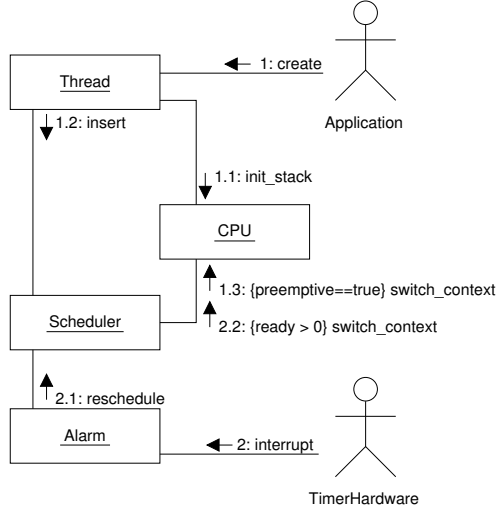 1: create
Thread
Application
1.2: insert
1.1: init_stack
CPU
1.3: {preemptive==true} switch_context
Scheduler
2.2: {ready > 0} switch_context
2.1: reschedule
Alarm
2: interrupt
TimerHardware